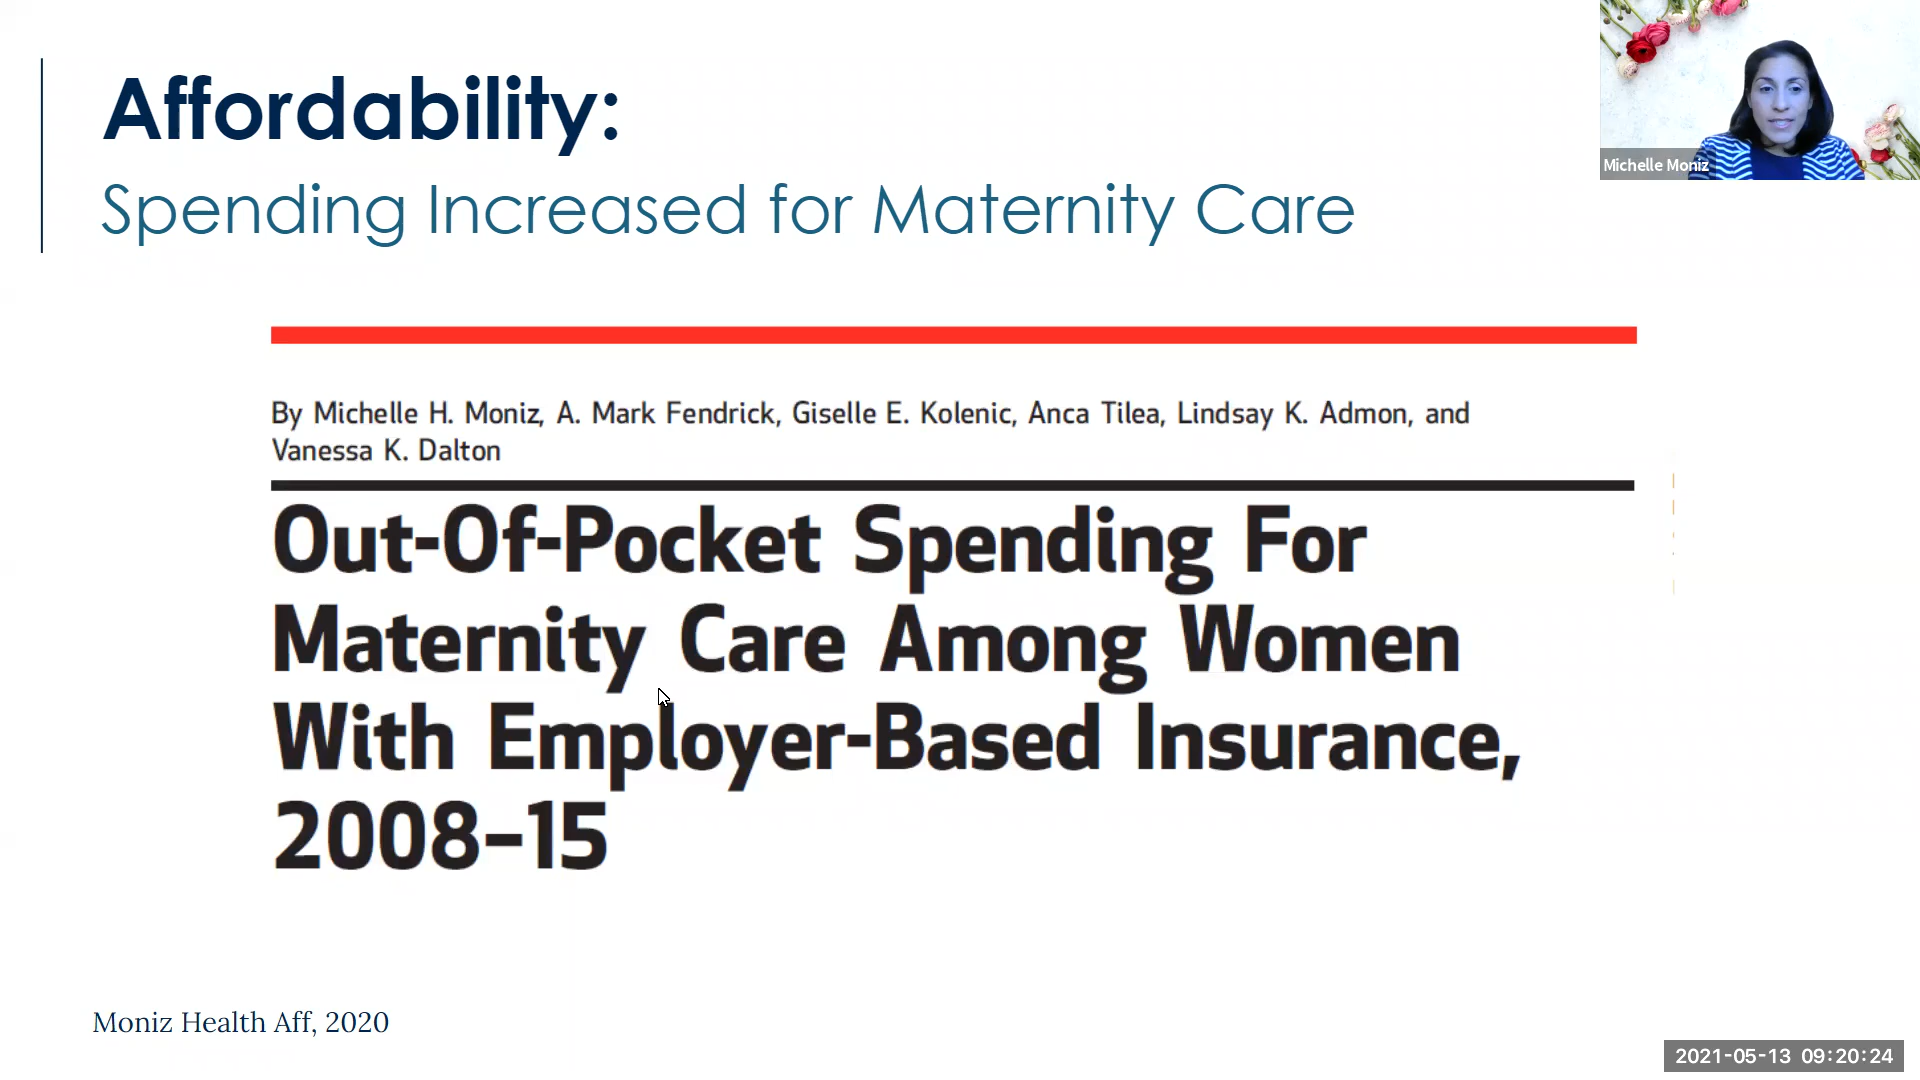 Affordability:
Spending Increased for Maternity Care
Michelle Moniz
By Michelle H. Moniz, A. Mark Fendrick, Giselle E. Kolenic, Anca Tilea, Lindsay K. Admon, and
Vanessa K. Dalton
Out-Of-Pocket Spending For
Maternity Care Among Women
With Employer-Based Insurance,
2008–15
Moniz Health Aff, 2020
2021-05-13 09:20:24